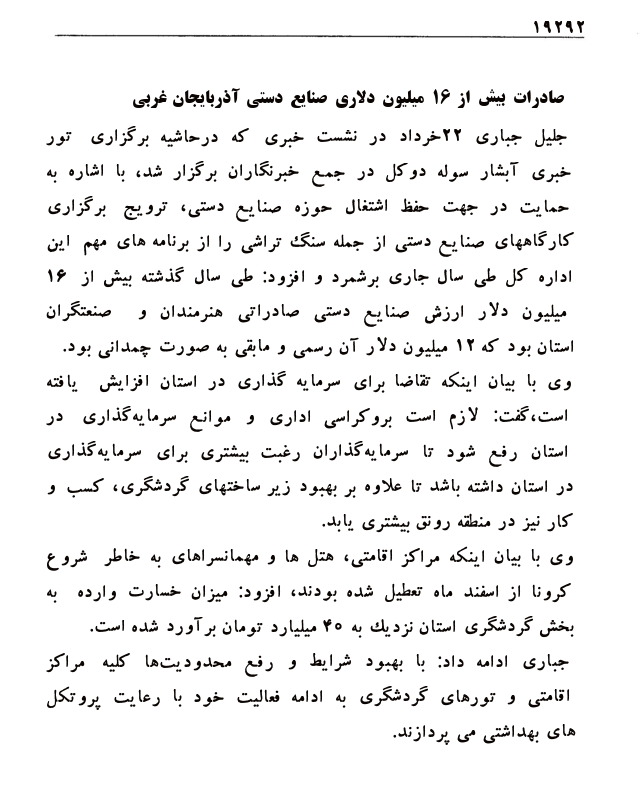 ۱۹۲۹۲
صادرات بیش از ۱۶ میلیون دلاری صنایع دستی آذربایجان غربی
جلیل جباری ۲۲خرداد در نشست خبری که درحاشیه برگزاری تور
خبری آبشار سوله دوکل در جمع خبرنگاران برگزار شد، با اشاره به
حمایت در جهت حفظ اشتغال حوزه صنایع دستی، ترویج برگزاری
کارگاههای صنایع دستی از جمله سنگ تراشی را از برنامه های مهم این
اداره کل طی سال جاری برشمرد و افزود: طی سال گذشته بیش از ۱۶
میلیون دلار ارزش صنایع دستی صادراتی هنرمندان و صنعتگران
استان بود که ۱۲ میلیون دلار آن رسمی و مابقی به صورت چمدانی بود.
وی با بیان اینکه تقاضا برای سرمایه گذاری در استان افزایش یافته
است،گفت: لازم است بروکراسی اداری و موانع سرمایه‌گذاری در
استان رفع شود تا سرمایه‌گذاران رغبت بیشتری برای سرمایه‌گذاری
در استان داشته باشد تا علاوه بر بهبود زیر ساختهای گردشگری، کسب و
کار نیز در منطقه رونق بیشتری یابد.
وی با بیان اینکه مراکز اقامتی، هتل ها و مهمانسراهای به خاطر شروع
کرونا از اسفند ماه تعطیل شده بودند، افزود: میزان خسارت وارده به
بخش گردشگری استان نزدیك به ۴۰ میلیارد تومان برآورد شده است.
جباری ادامه داد: با بهبود شرایط و رفع محدودیت‌ها کلیه مراکز
اقامتی و تورهای گردشگری به ادامه فعالیت خود با رعایت پروتکل
های بهداشتی می پردازند.